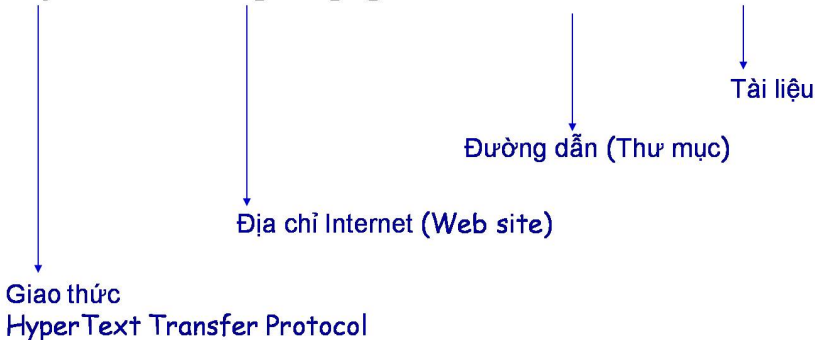 Tài liệu
Đường dẫn (Thư mục)
Địa chỉ Internet (Web site)
Giao thức
HyperText Transfer Protocol